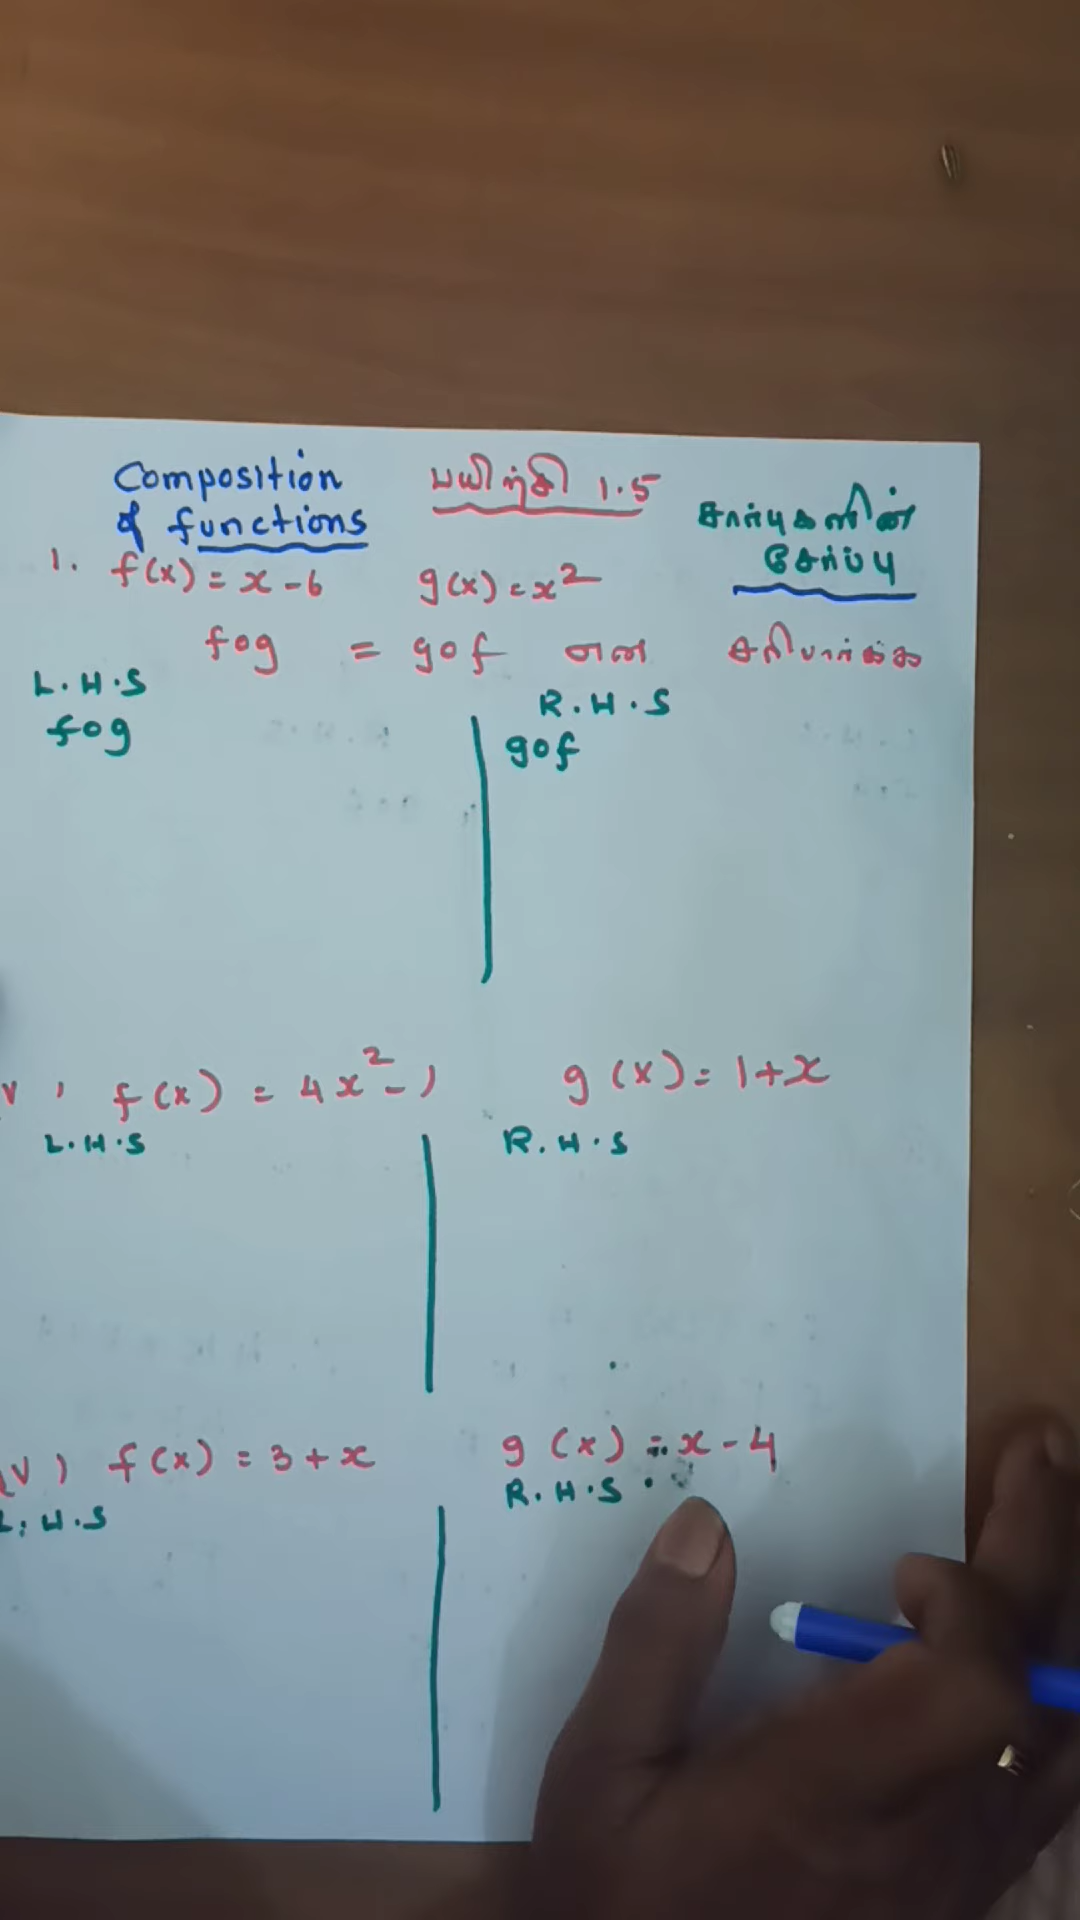 Composition
of functions
பயிற்சி 1.5
சார்புகளின்
சேர்ப்பு
1. f(x) = x - 6 g(x) = x²
fog = gof என சரிபார்க்க
L.H.S R.H.S
fog gof
f(x) = 4x² - 1 g(x) = 1+x
L.H.S R.H.S
(V) f(x) = 3+x g(x) = x - 4
L.H.S R.H.S